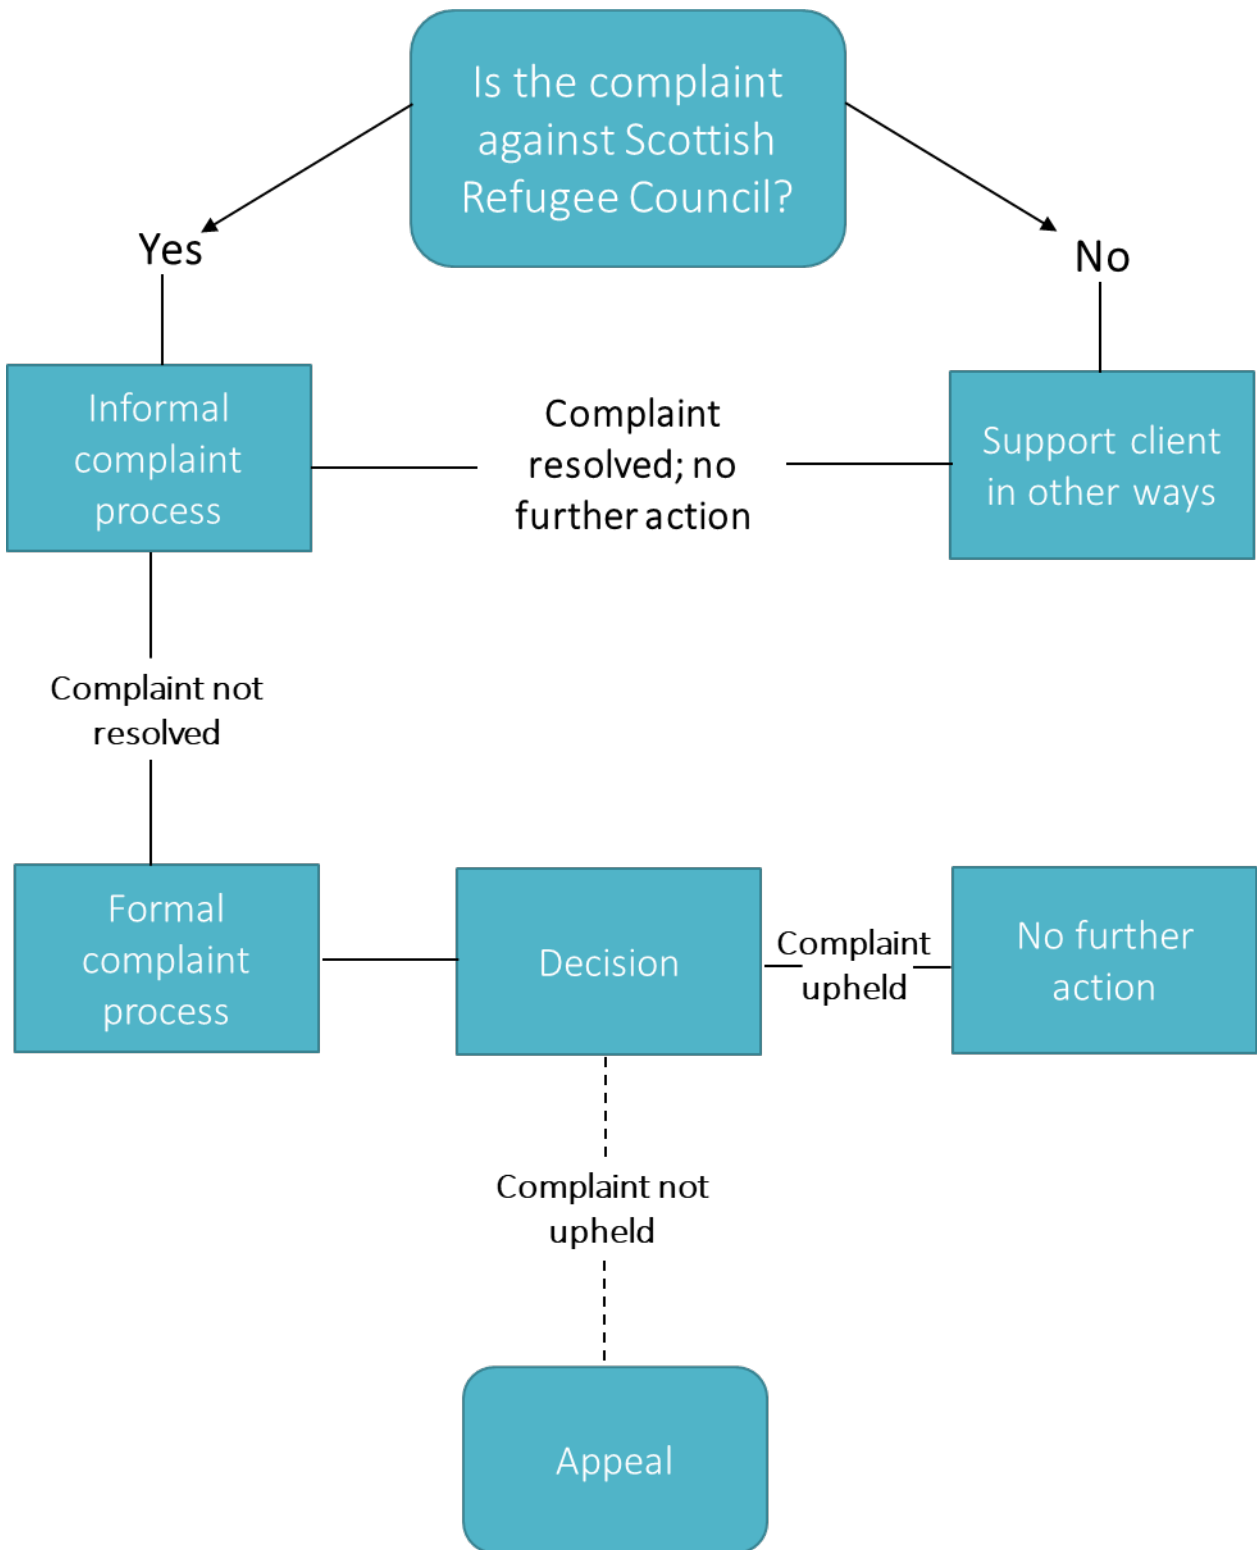 Is the complaint
against Scottish
Refugee Council?
Yes
No
Informal
complaint
process
Complaint
resolved; no
further action
Support client
in other ways
Complaint not
resolved
Formal
complaint
process
Decision
Complaint
upheld
No further
action
Complaint not
upheld
Appeal